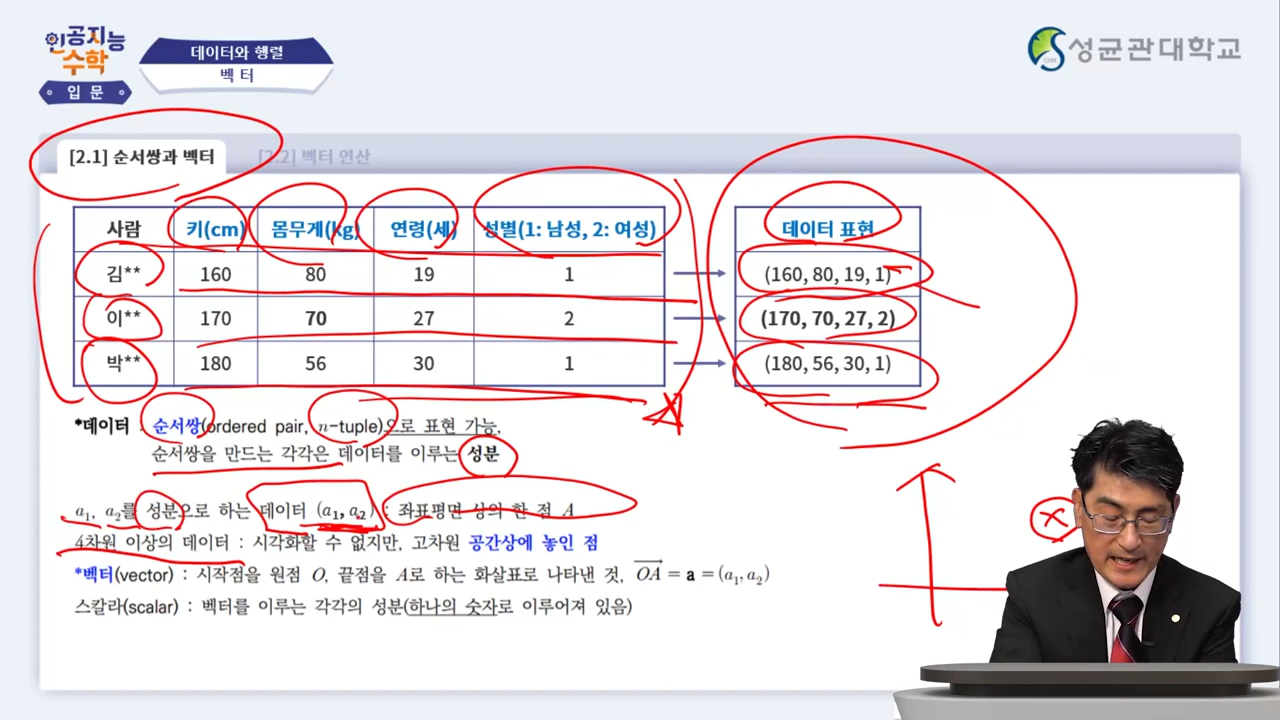 인공지능
수학
입문
데이터와 행렬
벡 터
성균관대학교
[2.1] 순서쌍과 벡터
[2.2] 벡터 연산
사람 키(cm) 몸무게(kg) 연령(세) 성별(1: 남성, 2: 여성) 데이터 표현
김** 160 80 19 1 (160, 80, 19, 1)
이** 170 70 27 2 (170, 70, 27, 2)
박** 180 56 30 1 (180, 56, 30, 1)
*데이터 : 순서쌍(ordered pair, n-tuple)으로 표현 가능,
순서쌍을 만드는 각각은 데이터를 이루는 성분
a₁, a₂를 성분으로 하는 데이터 (a₁, a₂) : 좌표평면 상의 한 점 A
4차원 이상의 데이터 : 시각화할 수 없지만, 고차원 공간상에 놓인 점
*벡터(vector) : 시작점을 원점 O, 끝점을 A로 하는 화살표로 나타낸 것, OA⃗ = a = (a₁, a₂)
스칼라(scalar) : 벡터를 이루는 각각의 성분(하나의 숫자로 이루어져 있음)